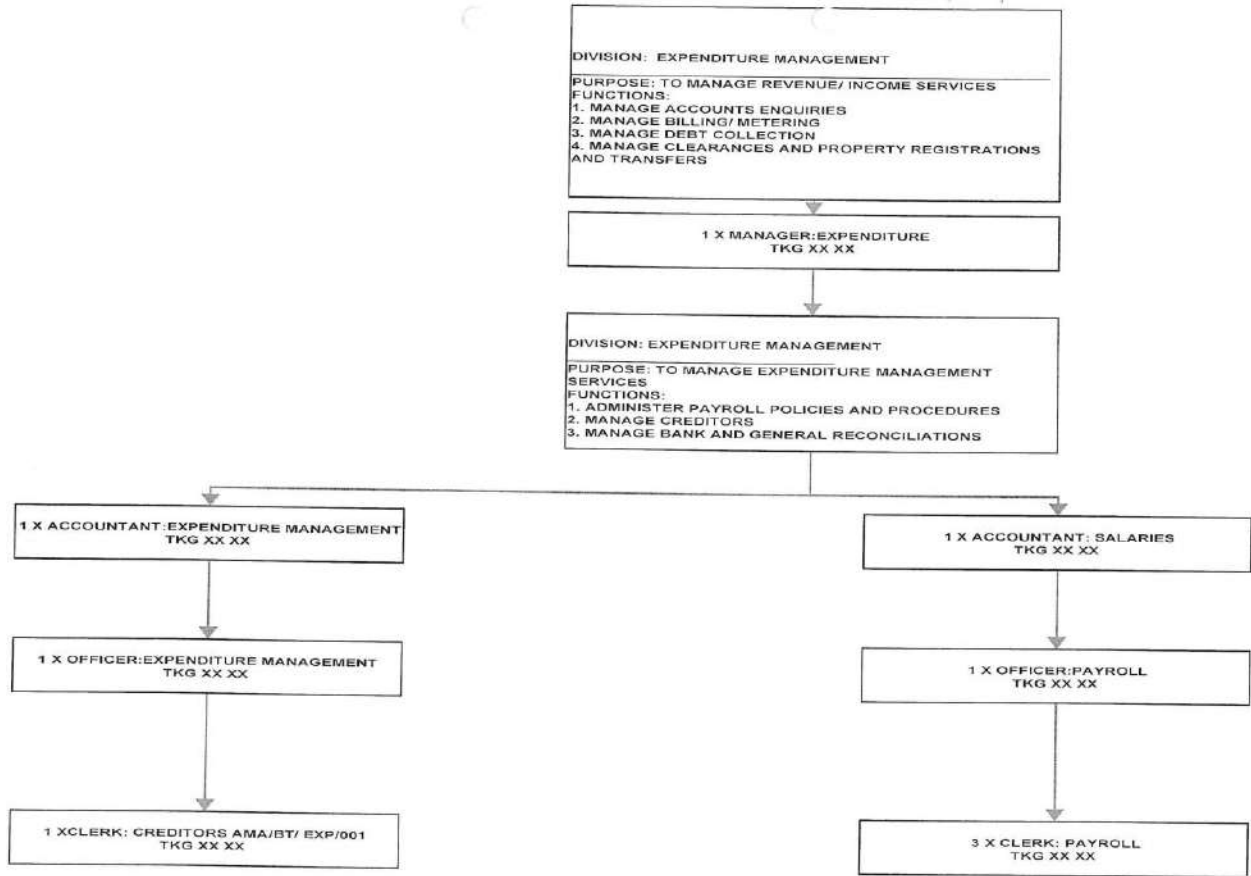 DIVISION: EXPENDITURE MANAGEMENT
PURPOSE: TO MANAGE REVENUE/ INCOME SERVICES
FUNCTIONS:
1. MANAGE ACCOUNTS ENQUIRIES
2. MANAGE BILLING/ METERING
3. MANAGE DEBT COLLECTION
4. MANAGE CLEARANCES AND PROPERTY REGISTRATIONS
AND TRANSFERS
1 X MANAGER:EXPENDITURE
TKG XX XX
DIVISION: EXPENDITURE MANAGEMENT
PURPOSE: TO MANAGE EXPENDITURE MANAGEMENT
SERVICES
FUNCTIONS:
1. ADMINISTER PAYROLL POLICIES AND PROCEDURES
2. MANAGE CREDITORS
3. MANAGE BANK AND GENERAL RECONCILIATIONS
1 X ACCOUNTANT:EXPENDITURE MANAGEMENT
TKG XX XX
1 X ACCOUNTANT: SALARIES
TKG XX XX
1 X OFFICER:EXPENDITURE MANAGEMENT
TKG XX XX
1 X OFFICER:PAYROLL
TKG XX XX
1 XCLERK: CREDITORS AMA/BT/ EXP/001
TKG XX XX
3 X CLERK: PAYROLL
TKG XX XX